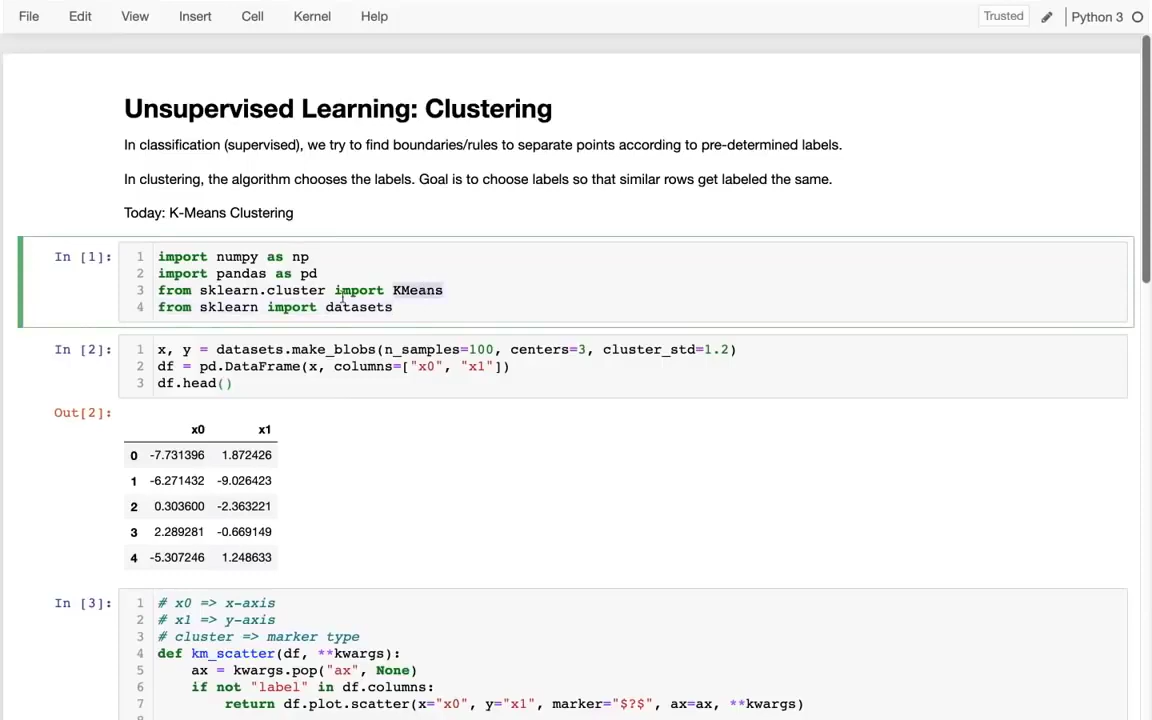 File Edit View Insert Cell Kernel Help Trusted Python 3
Unsupervised Learning: Clustering
In classification (supervised), we try to find boundaries/rules to separate points according to pre-determined labels.
In clustering, the algorithm chooses the labels. Goal is to choose labels so that similar rows get labeled the same.
Today: K-Means Clustering
In [1]: 1 import numpy as np
2 import pandas as pd
3 from sklearn.cluster import KMeans
4 from sklearn import datasets
In [2]: 1 x, y = datasets.make_blobs(n_samples=100, centers=3, cluster_std=1.2)
2 df = pd.DataFrame(x, columns=["x0", "x1"])
3 df.head()
Out[2]:
x0 x1
0 -7.731396 1.872426
1 -6.271432 -9.026423
2 0.303600 -2.363221
3 2.289281 -0.669149
4 -5.307246 1.248633
In [3]: 1 # x0 => x-axis
2 # x1 => y-axis
3 # cluster => marker type
4 def km_scatter(df, **kwargs):
5 ax = kwargs.pop("ax", None)
6 if not "label" in df.columns:
7 return df.plot.scatter(x="x0", y="x1", marker="$?$", ax=ax, **kwargs)
8